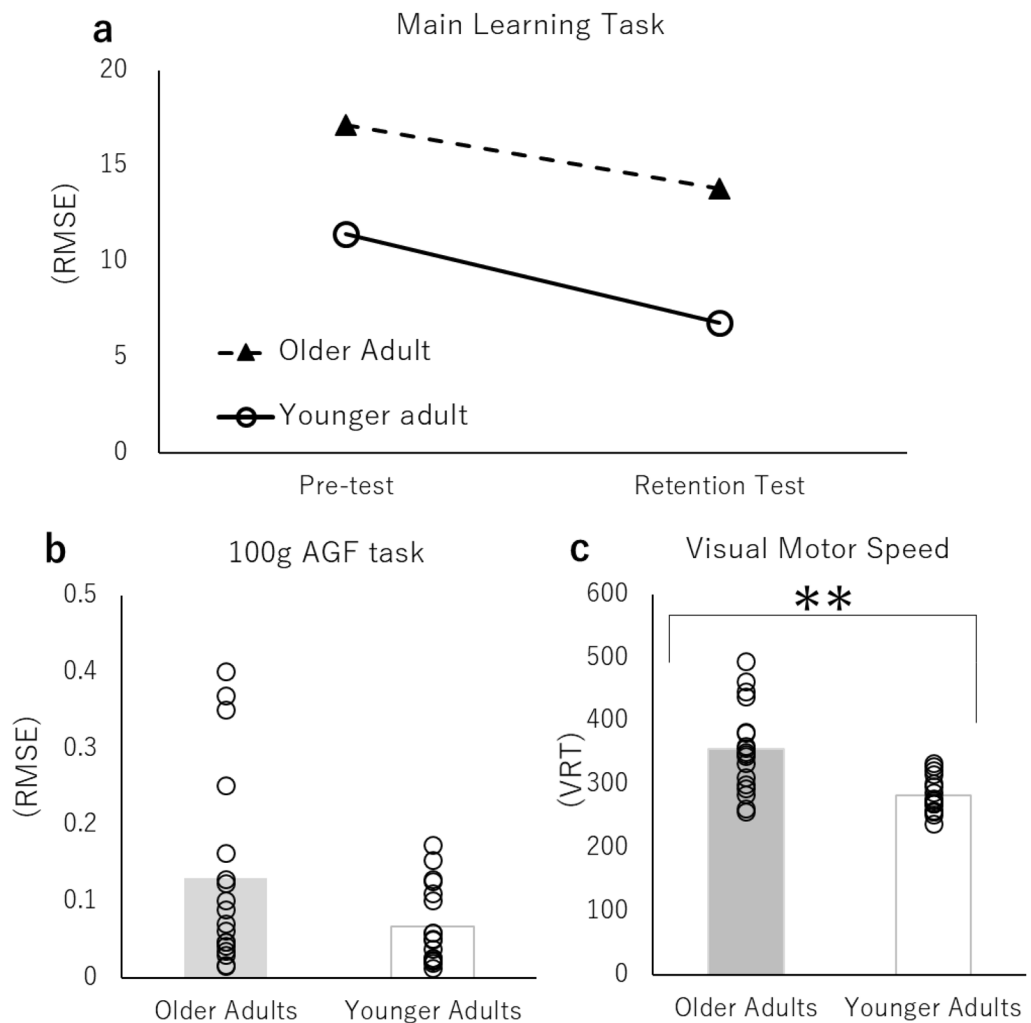 a
Main Learning Task
20
15
10
5
0
(RMSE)
Older Adult
Younger adult
Pre-test
Retention Test
b
100g AGF task
0.5
0.4
0.3
0.2
0.1
0
(RMSE)
Older Adults
Younger Adults
c
Visual Motor Speed
600
500
400
300
200
100
0
(VRT)
**
Older Adults
Younger Adults